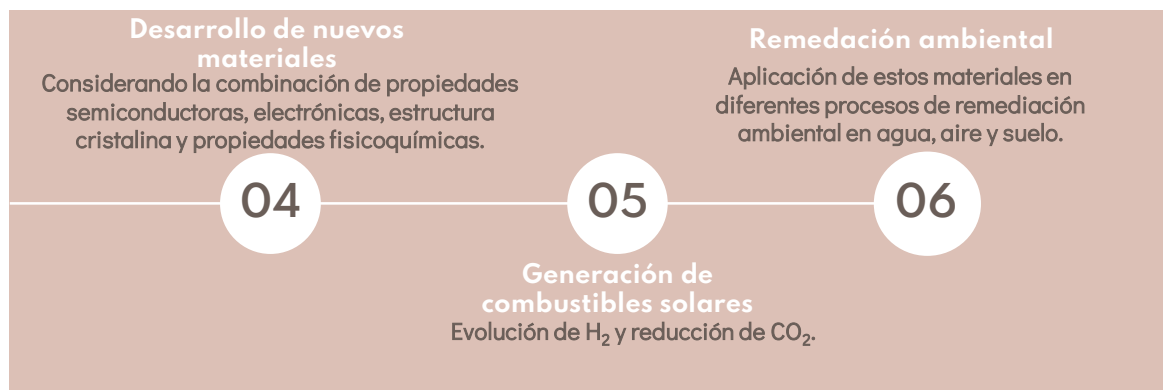 Desarrollo de nuevos
materiales
Considerando la combinación de propiedades
semiconductoras, electrónicas, estructura
cristalina y propiedades fisicoquímicas.
04
05
Generación de
combustibles solares
Evolución de H₂ y reducción de CO₂.
Remedación ambiental
Aplicación de estos materiales en
diferentes procesos de remediación
ambiental en agua, aire y suelo.
06